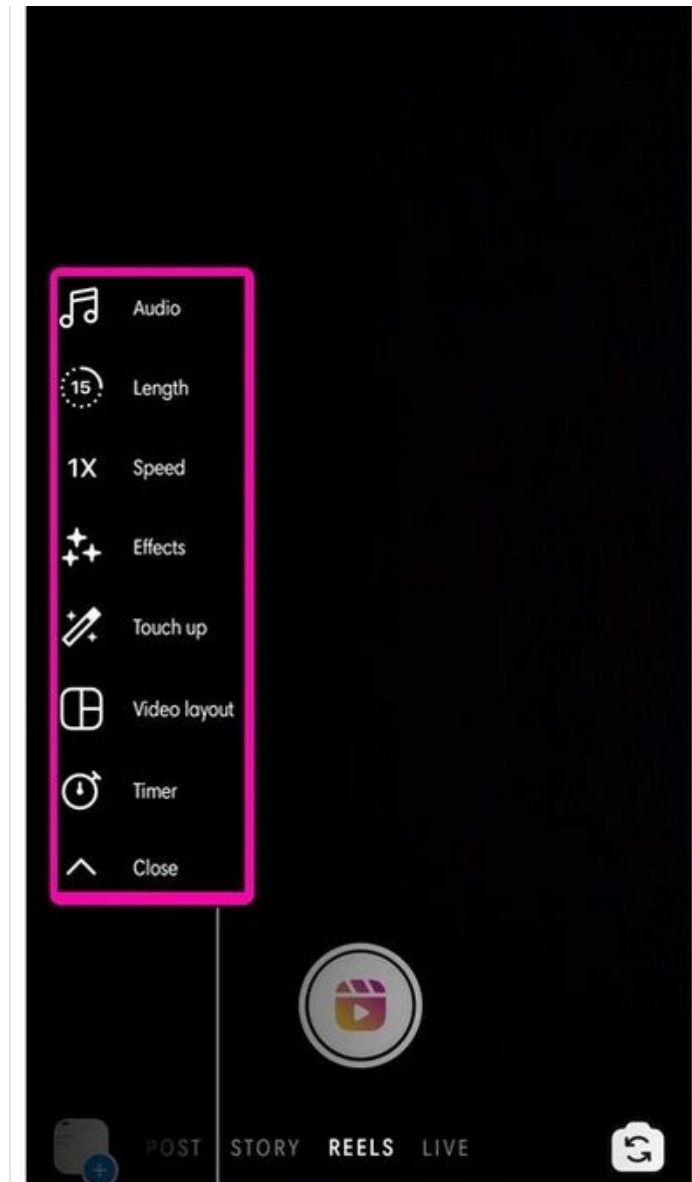 Audio
15 Length
1X Speed
Effects
Touch up
Video layout
Timer
Close
POST STORY REELS LIVE